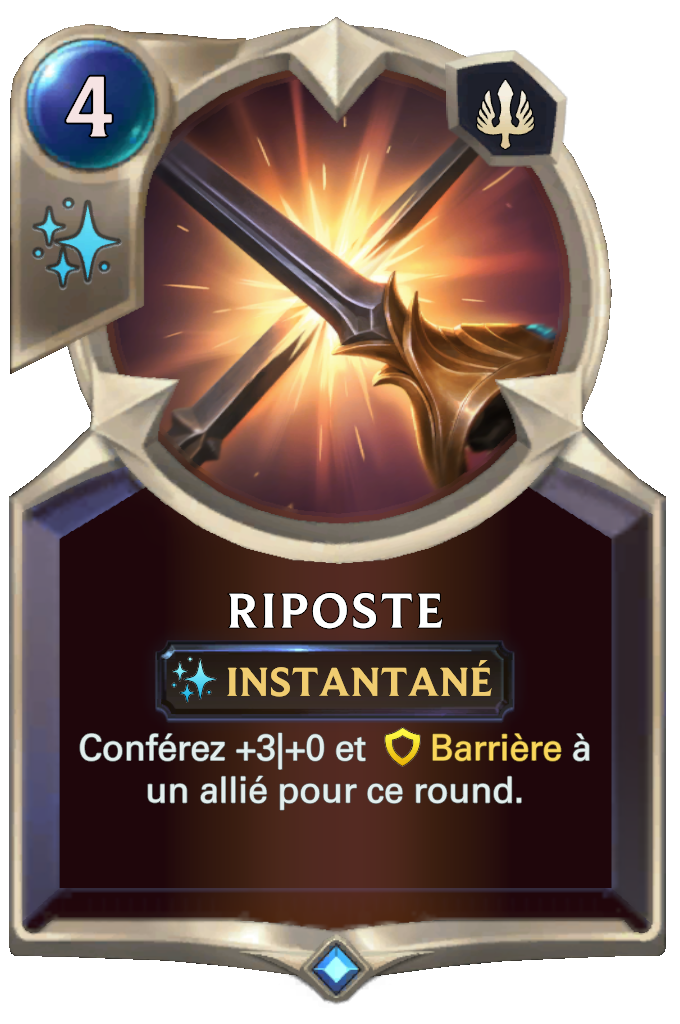 4
RIPOSTE
INSTANTANÉ
Conférez +3|+0 et Barrière à
un allié pour ce round.